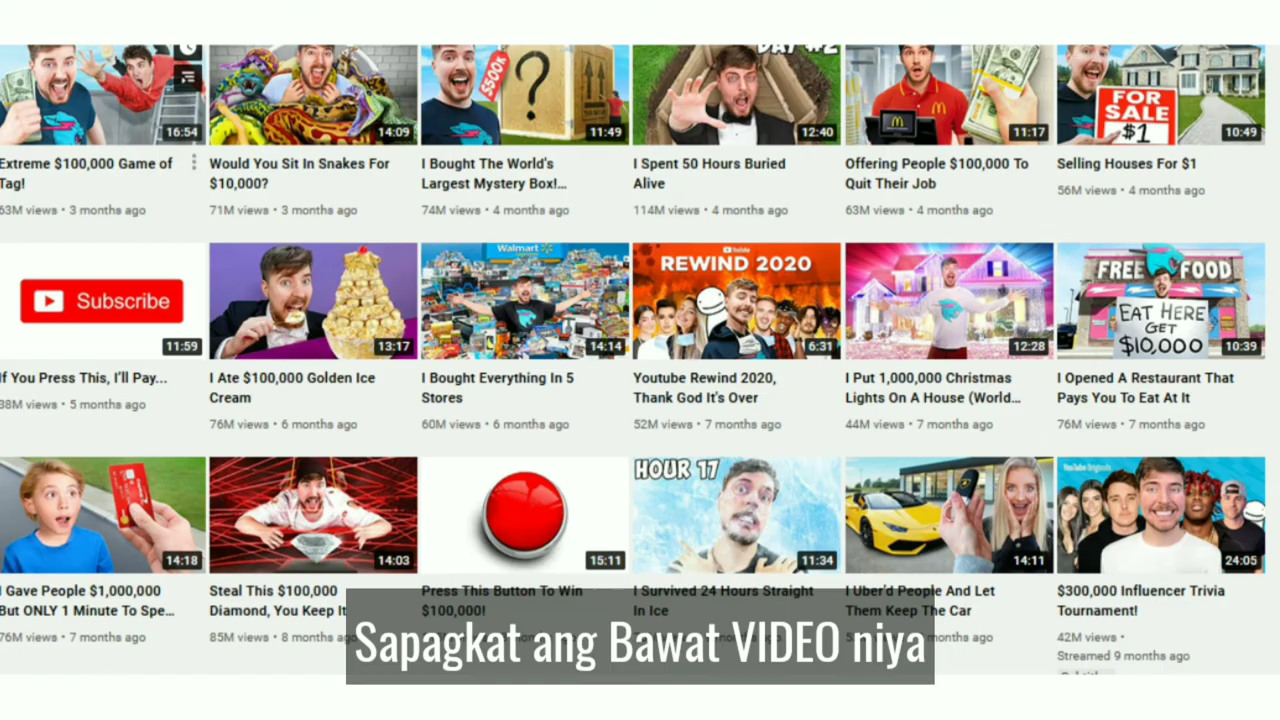 $500K
DAY #2
FOR
SALE
$1
16:54
14:09
11:49
12:40
11:17
10:49
Extreme $100,000 Game of
Tag!
63M views • 3 months ago
Would You Sit In Snakes For
$10,000?
71M views • 3 months ago
I Bought The World's
Largest Mystery Box!...
74M views • 4 months ago
I Spent 50 Hours Buried
Alive
114M views • 4 months ago
Offering People $100,000 To
Quit Their Job
63M views • 4 months ago
Selling Houses For $1
56M views • 4 months ago
Subscribe
Walmart
YouTube
REWIND 2020
FREE FOOD
EAT HERE
GET
$10,000
11:59
13:17
14:14
6:31
12:28
10:39
If You Press This, I'll Pay...
38M views • 5 months ago
I Ate $100,000 Golden Ice
Cream
76M views • 6 months ago
I Bought Everything In 5
Stores
60M views • 6 months ago
Youtube Rewind 2020,
Thank God It's Over
52M views • 7 months ago
I Put 1,000,000 Christmas
Lights On A House (World...
44M views • 7 months ago
I Opened A Restaurant That
Pays You To Eat At It
76M views • 7 months ago
HOUR 17
YouTube Originals
14:18
14:03
15:11
11:34
14:11
24:05
I Gave People $1,000,000
But ONLY 1 Minute To Spe...
76M views • 7 months ago
Steal This $100,000
Diamond, You Keep It
85M views • 8 months ago
Press This Button To Win
$100,000!
I Survived 24 Hours Straight
In Ice
I Uber'd People And Let
Them Keep The Car
months ago
$300,000 Influencer Trivia
Tournament!
42M views •
Streamed 9 months ago
Sapagkat ang Bawat VIDEO niya